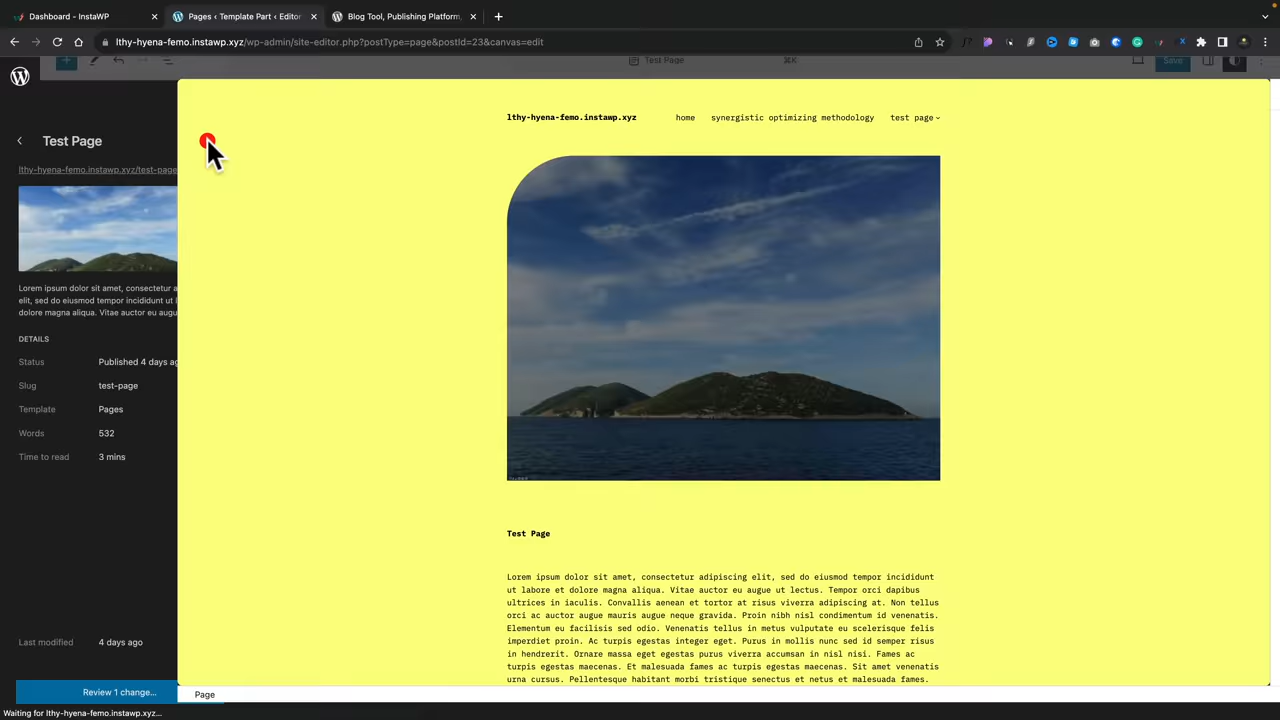 Dashboard - InstaWP
Pages ‹ Template Part ‹ Editor
Blog Tool, Publishing Platform,
lthy-hyena-femo.instawp.xyz/wp-admin/site-editor.php?postType=page&postId=23&canvas=edit
Test Page
⌘K
Save
Test Page
lthy-hyena-femo.instawp.xyz/test-page
Lorem ipsum dolor sit amet, consectetur a
elit, sed do eiusmod tempor incididunt ut l
dolore magna aliqua. Vitae auctor eu augu
DETAILS
Status Published 4 days ag
Slug test-page
Template Pages
Words 532
Time to read 3 mins
Last modified 4 days ago
Review 1 change…
lthy-hyena-femo.instawp.xyz
home synergistic optimizing methodology test page
Test Page
Lorem ipsum dolor sit amet, consectetur adipiscing elit, sed do eiusmod tempor incididunt
ut labore et dolore magna aliqua. Vitae auctor eu augue ut lectus. Tempor orci dapibus
ultrices in iaculis. Convallis aenean et tortor at risus viverra adipiscing at. Non tellus
orci ac auctor augue mauris augue neque gravida. Proin nibh nisl condimentum id venenatis.
Elementum eu facilisis sed odio. Venenatis tellus in metus vulputate eu scelerisque felis
imperdiet proin. Ac turpis egestas integer eget. Purus in mollis nunc sed id semper risus
in hendrerit. Ornare massa eget egestas purus viverra accumsan in nisl nisi. Fames ac
turpis egestas maecenas. Et malesuada fames ac turpis egestas maecenas. Sit amet venenatis
urna cursus. Pellentesque habitant morbi tristique senectus et netus et malesuada fames.
Page
Waiting for lthy-hyena-femo.instawp.xyz...